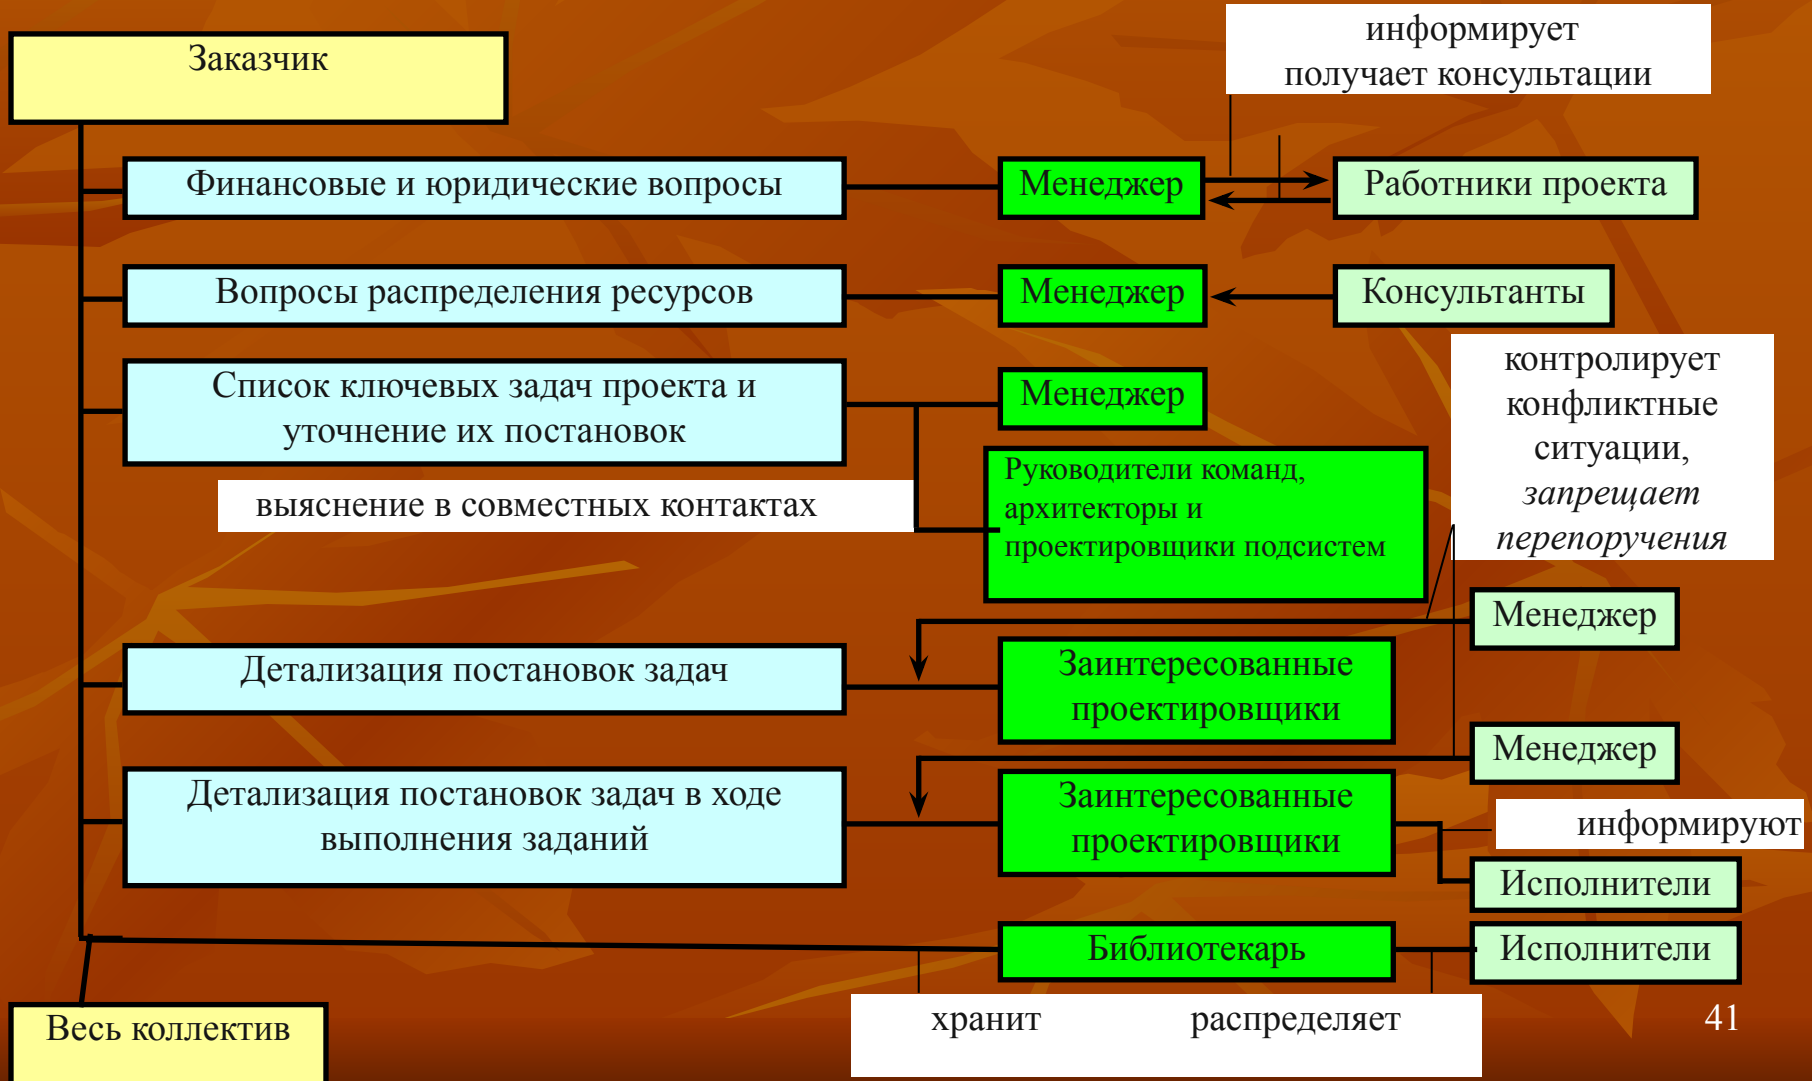 Заказчик
информирует
получает консультации
Финансовые и юридические вопросы
Менеджер
Работники проекта
Вопросы распределения ресурсов
Менеджер
Консультанты
Список ключевых задач проекта и
уточнение их постановок
Менеджер
контролирует
конфликтные
ситуации,
запрещает
перепоручения
выяснение в совместных контактах
Руководители команд,
архитекторы и
проектировщики подсистем
Менеджер
Детализация постановок задач
Заинтересованные
проектировщики
Менеджер
Детализация постановок задач в ходе
выполнения заданий
Заинтересованные
проектировщики
информируют
Исполнители
Библиотекарь
Исполнители
Весь коллектив
хранит распределяет
41